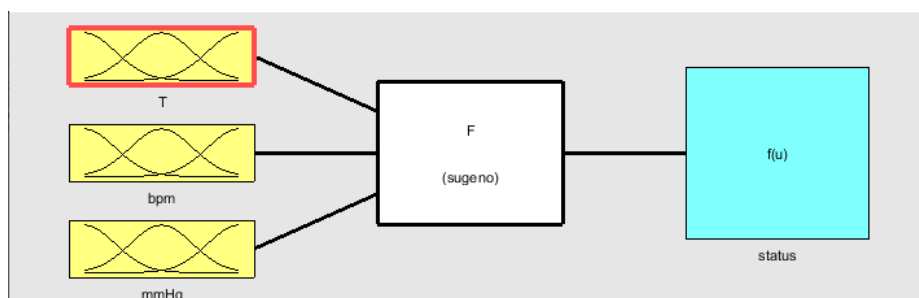 T
bpm
mmHg
F
(sugeno)
f(u)
status